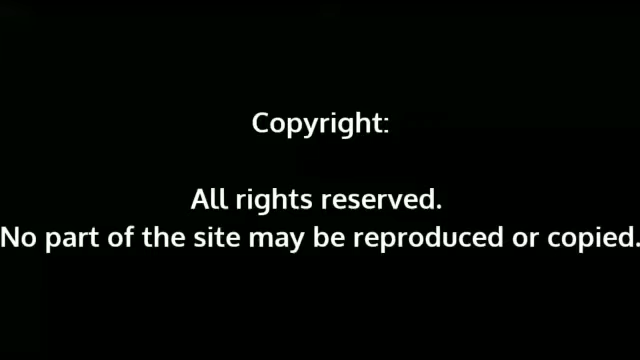 Copyright:
All rights reserved.
No part of the site may be reproduced or copied.